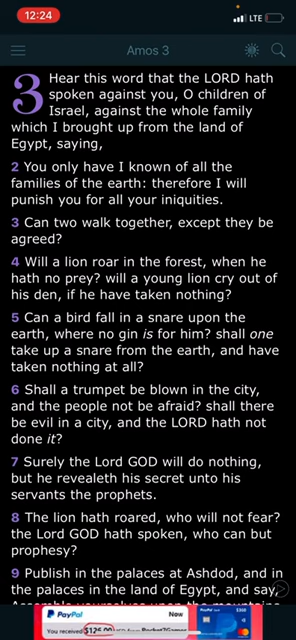 12:24
LTE
Amos 3
3 Hear this word that the LORD hath
spoken against you, O children of
Israel, against the whole family
which I brought up from the land of
Egypt, saying,
2 You only have I known of all the
families of the earth: therefore I will
punish you for all your iniquities.
3 Can two walk together, except they be
agreed?
4 Will a lion roar in the forest, when he
hath no prey? will a young lion cry out of
his den, if he have taken nothing?
5 Can a bird fall in a snare upon the
earth, where no gin is for him? shall one
take up a snare from the earth, and have
taken nothing at all?
6 Shall a trumpet be blown in the city,
and the people not be afraid? shall there
be evil in a city, and the LORD hath not
done it?
7 Surely the Lord GOD will do nothing,
but he revealeth his secret unto his
servants the prophets.
8 The lion hath roared, who will not fear?
the Lord GOD hath spoken, who can but
prophesy?
9 Publish in the palaces at Ashdod, and in
the palaces in the land of Egypt, and say,
Assemble yourselves upon the mountains
PayPal
Now
You received $126.00